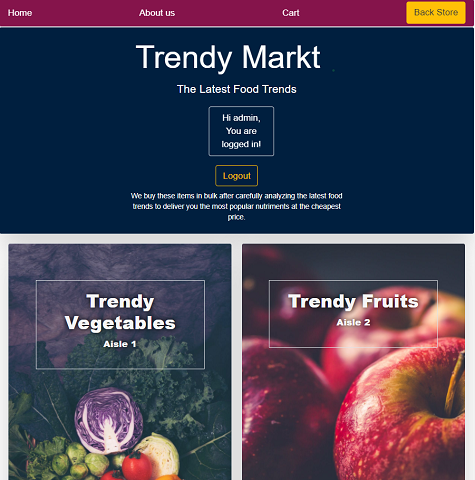 Home About us Cart Back Store
Trendy Markt
The Latest Food Trends
Hi admin,
You are
logged in!
Logout
We buy these items in bulk after carefully analyzing the latest food
trends to deliver you the most popular nutriments at the cheapest
price.
Trendy
Vegetables
Aisle 1
Trendy Fruits
Aisle 2